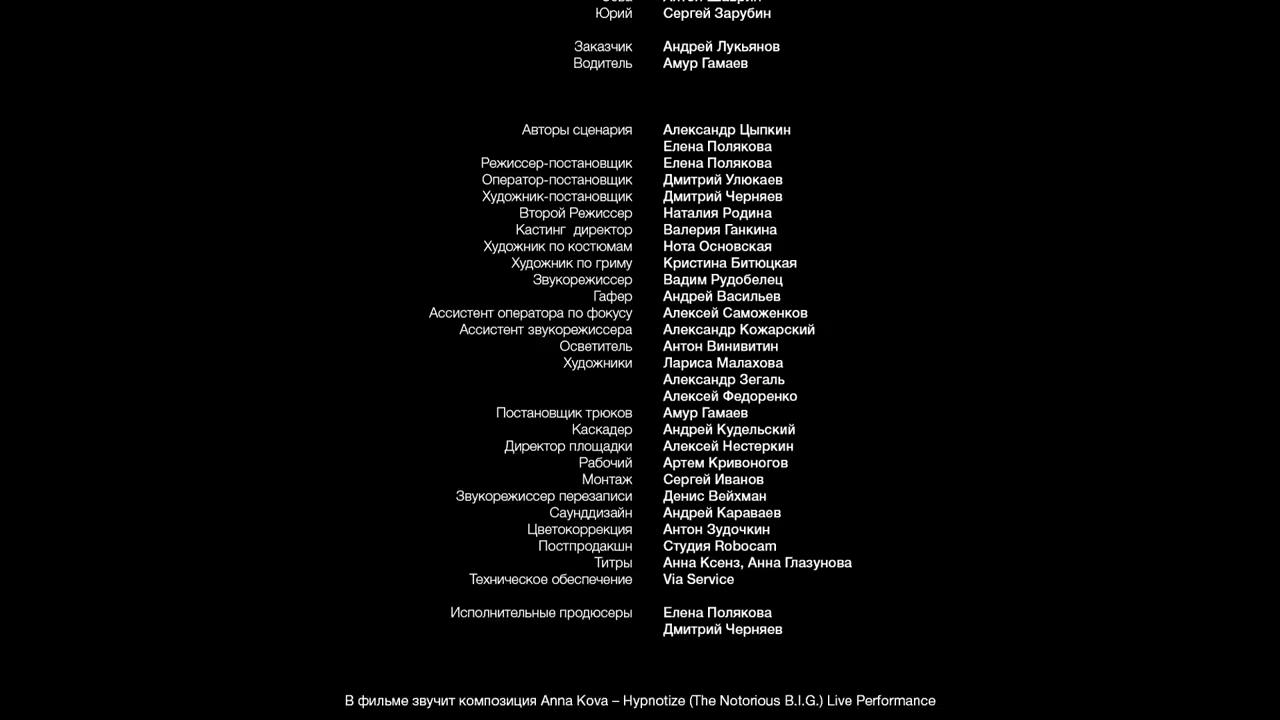 Юрий Сергей Зарубин
Заказчик Андрей Лукьянов
Водитель Амур Гамаев
Авторы сценария Александр Цыпкин
Елена Полякова
Режиссер-постановщик Елена Полякова
Оператор-постановщик Дмитрий Улюкаев
Художник-постановщик Дмитрий Черняев
Второй Режиссер Наталия Родина
Кастинг директор Валерия Ганкина
Художник по костюмам Нота Основская
Художник по гриму Кристина Битюцкая
Звукорежиссер Вадим Рудобелец
Гафер Андрей Васильев
Ассистент оператора по фокусу Алексей Саможенков
Ассистент звукорежиссера Александр Кожарский
Осветитель Антон Винивитин
Художники Лариса Малахова
Александр Зегаль
Алексей Федоренко
Постановщик трюков Амур Гамаев
Каскадер Андрей Кудельский
Директор площадки Алексей Нестеркин
Рабочий Артем Кривоногов
Монтаж Сергей Иванов
Звукорежиссер перезаписи Денис Вейхман
Саунддизайн Андрей Караваев
Цветокоррекция Антон Зудочкин
Постпродакшн Студия Robocam
Титры Анна Ксенз, Анна Глазунова
Техническое обеспечение Via Service
Исполнительные продюсеры Елена Полякова
Дмитрий Черняев
В фильме звучит композиция Anna Kova – Hypnotize (The Notorious B.I.G.) Live Performance